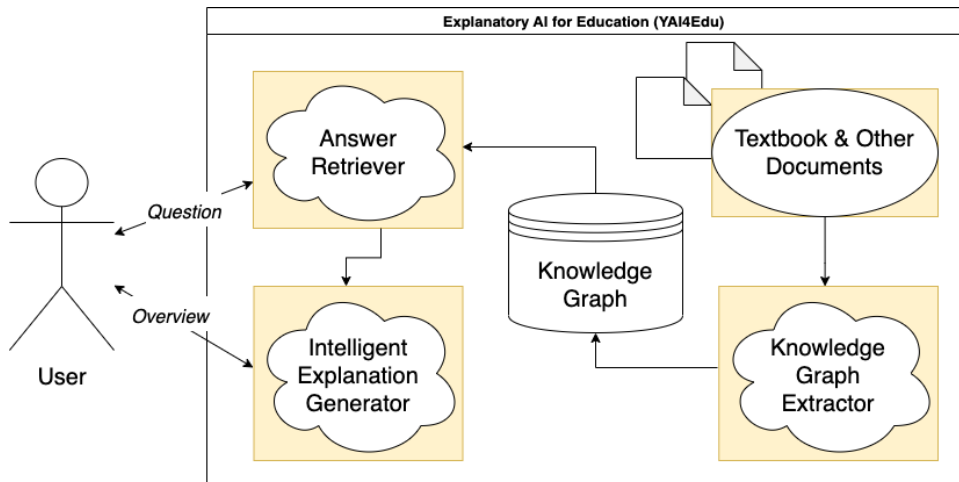 Explanatory AI for Education (YAI4Edu)
Answer
Retriever
Textbook & Other
Documents
Question
Knowledge
Graph
Overview
Intelligent
Explanation
Generator
Knowledge
Graph
Extractor
User